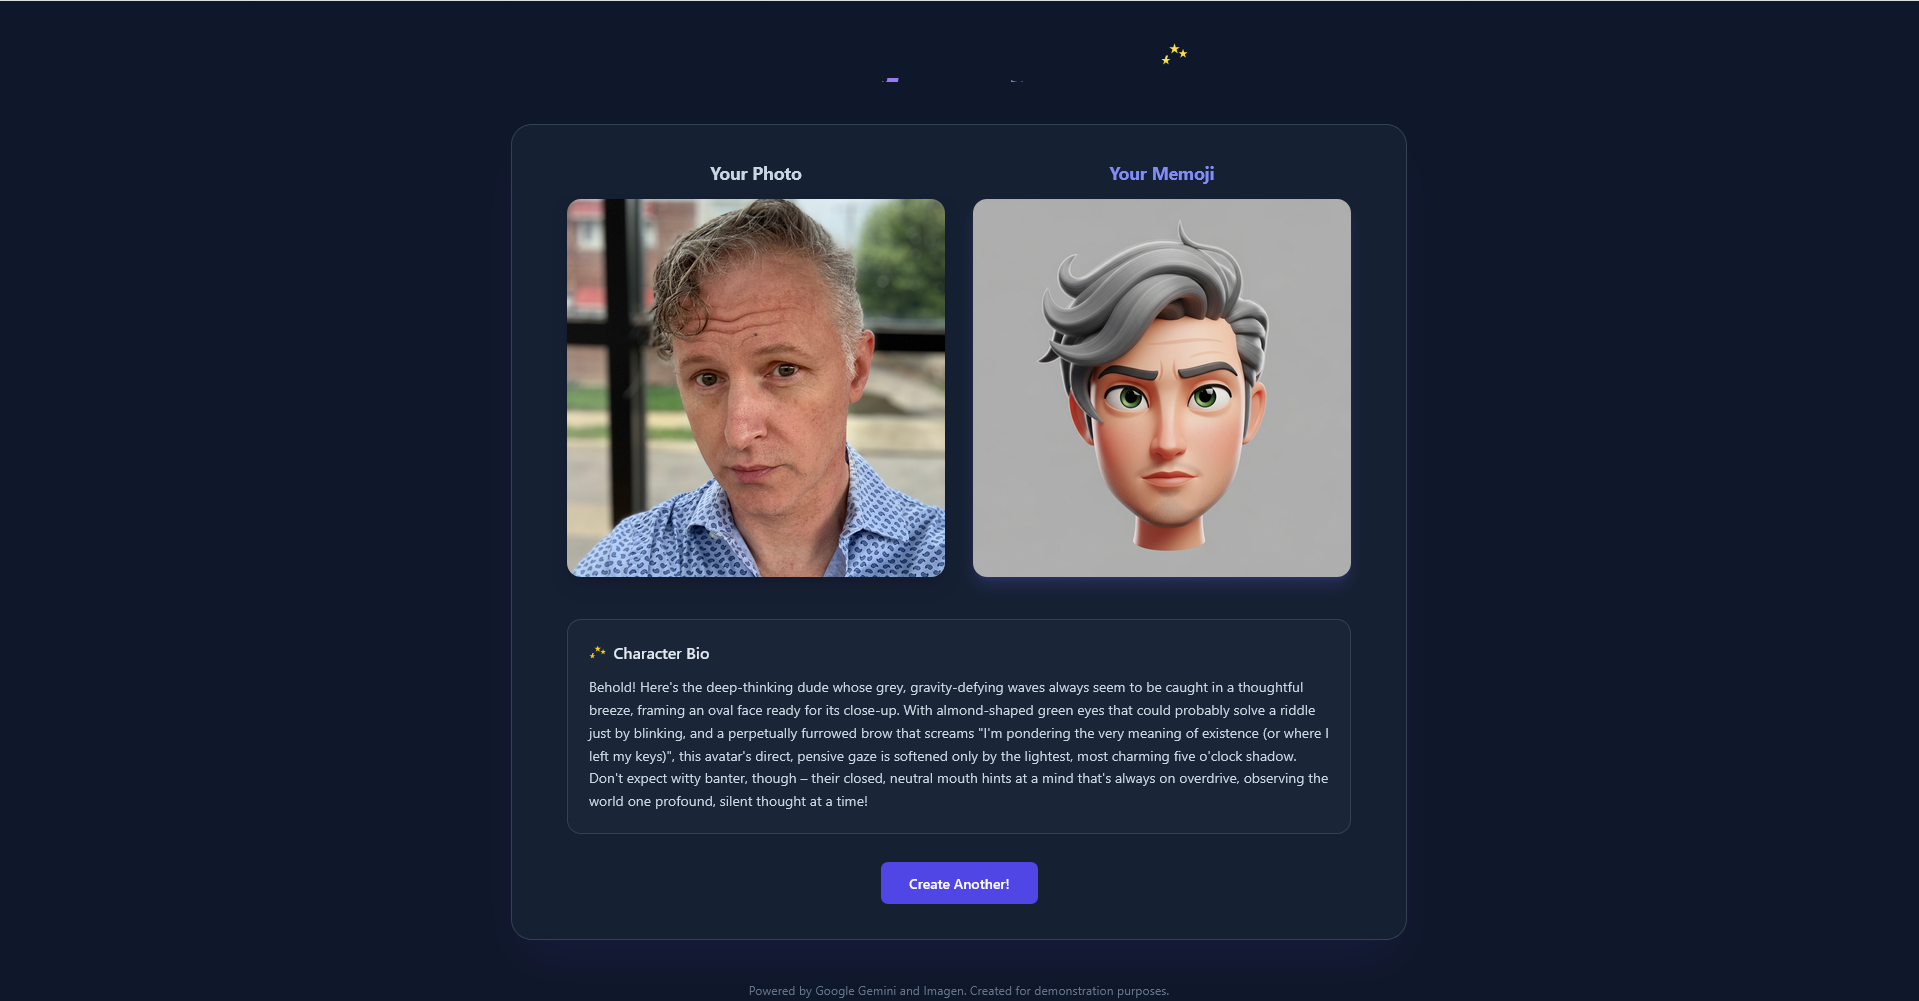 Your Photo
Your Memoji
Character Bio
Behold! Here's the deep-thinking dude whose grey, gravity-defying waves always seem to be caught in a thoughtful
breeze, framing an oval face ready for its close-up. With almond-shaped green eyes that could probably solve a riddle
just by blinking, and a perpetually furrowed brow that screams "I'm pondering the very meaning of existence (or where I
left my keys)", this avatar's direct, pensive gaze is softened only by the lightest, most charming five o'clock shadow.
Don't expect witty banter, though – their closed, neutral mouth hints at a mind that's always on overdrive, observing the
world one profound, silent thought at a time!
Create Another!
Powered by Google Gemini and Imagen. Created for demonstration purposes.